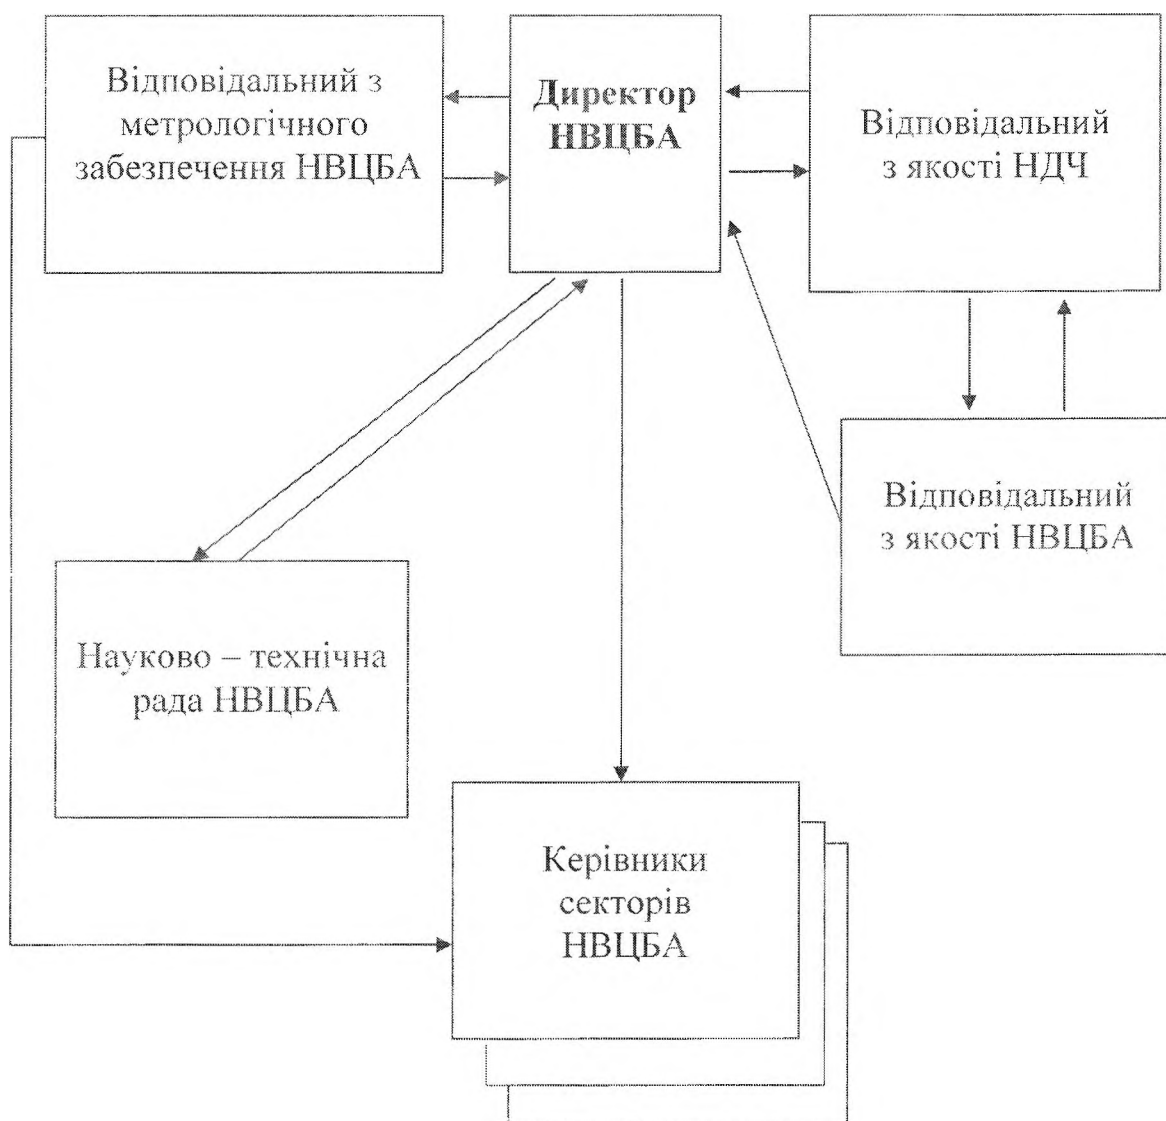 Відповідальний з
метрологічного
забезпечення НВЦБА
Директор
НВЦБА
Відповідальний
з якості НДЧ
Відповідальний
з якості НВЦБА
Науково – технічна
рада НВЦБА
Керівники
секторів
НВЦБА